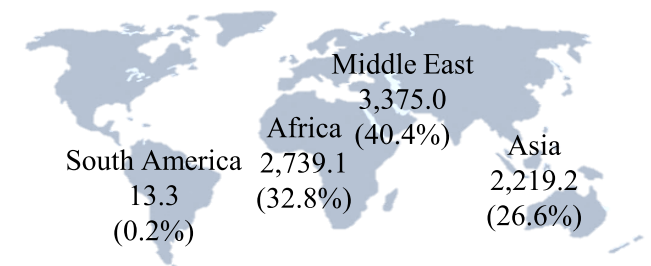 Middle East
3,375.0
(40.4%)
Africa
2,739.1
(32.8%)
South America
13.3
(0.2%)
Asia
2,219.2
(26.6%)